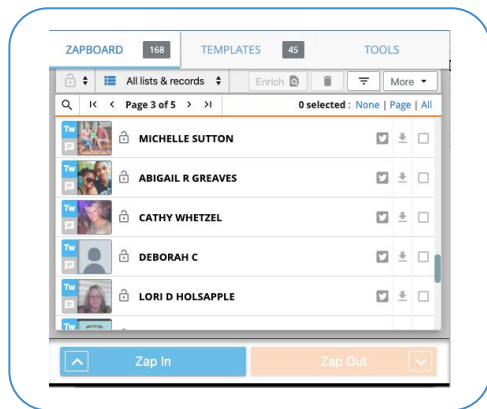 ZAPBOARD 168 TEMPLATES 45 TOOLS
All lists & records Enrich More
Page 3 of 5 0 selected : None | Page | All
Tw MICHELLE SUTTON
Tw ABIGAIL R GREAVES
Tw CATHY WHETZEL
Tw DEBORAH C
Tw LORI D HOLSAPPLE
Tw
Zap In Zap Out